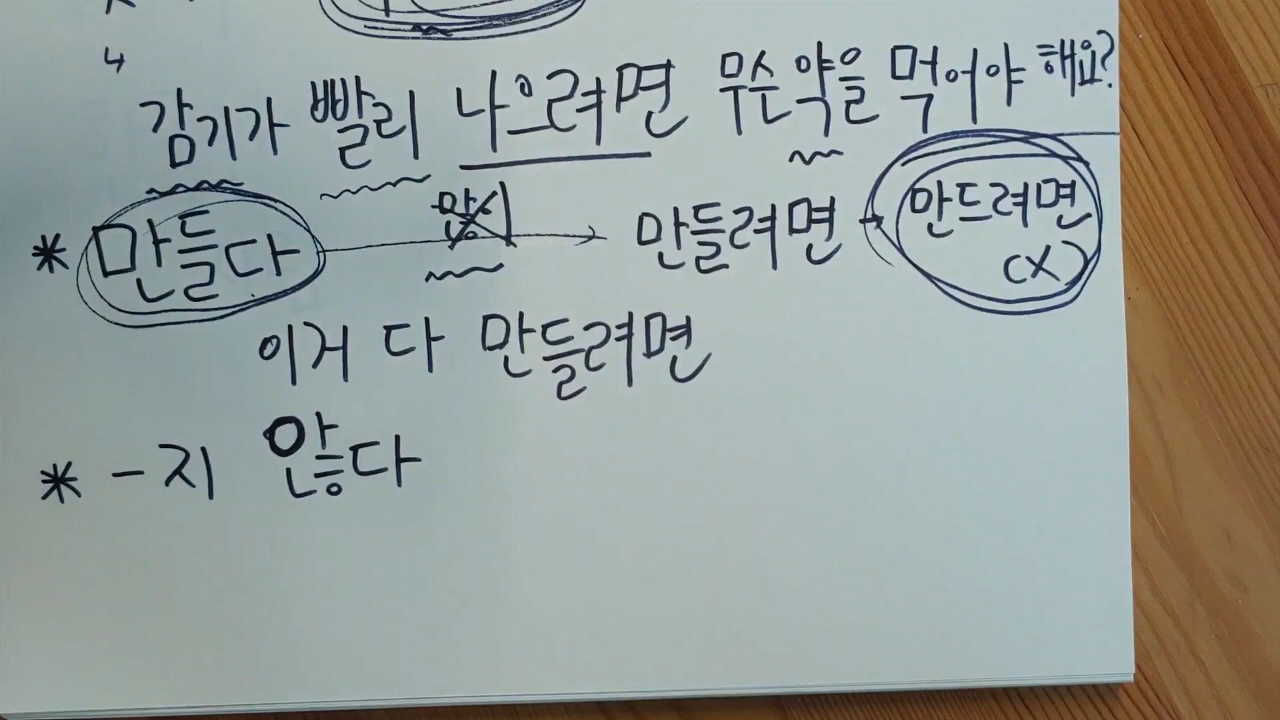 4
감기가 빨리 나으려면 무슨 약을 먹어야 해요?
* 만들다 → 만들려면 안드려면 (X)
이거 다 만들려면
* -지 않다